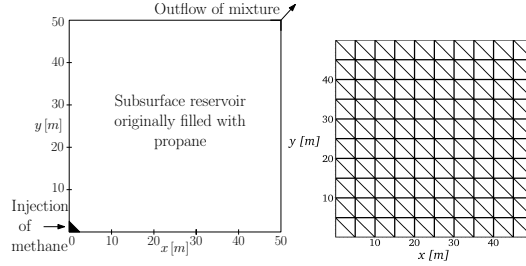 Outflow of mixture
50
40
30
y [m]
20
10
Subsurface reservoir
originally filled with
propane
Injection
of
methane
0
10
20
x [m]
30
40
50
y [m]
40
30
20
10
10
20
30
40
x [m]